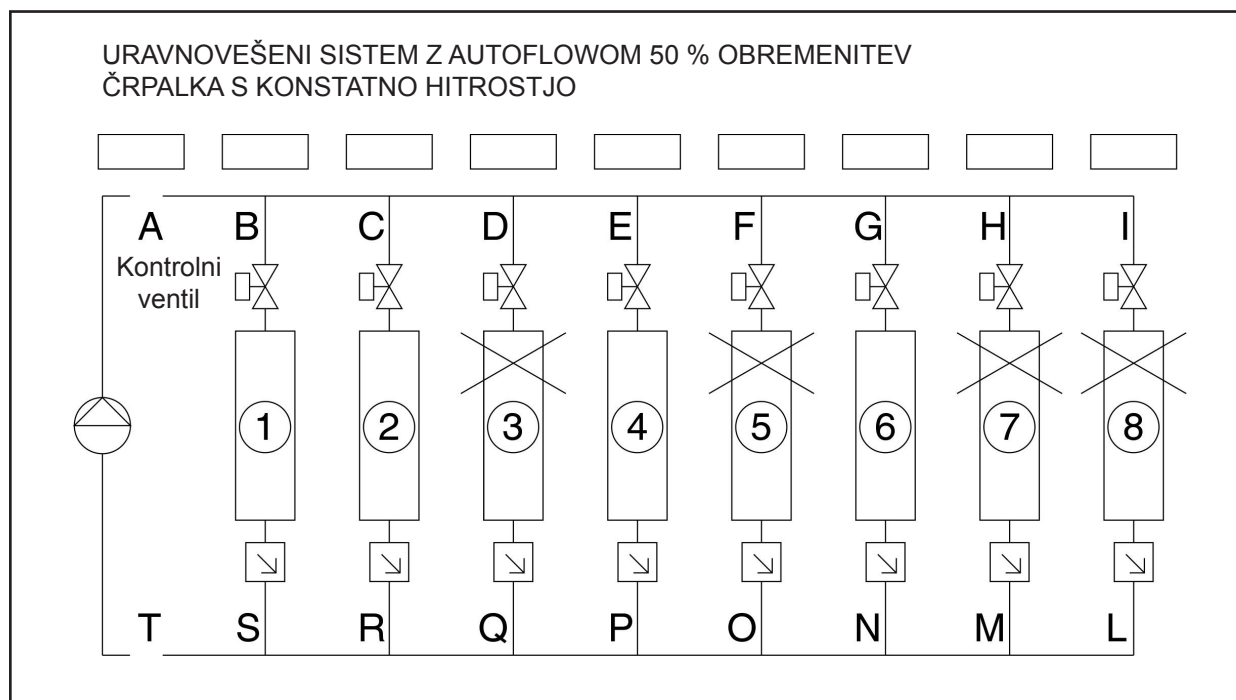 URAVNOVEŠENI SISTEM Z AUTOFLOWOM 50 % OBREMENITEV
ČRPALKA S KONSTATNO HITROSTJO
A B C D E F G H I
Kontrolni
ventil
1 2 3 4 5 6 7 8
T S R Q P O N M L